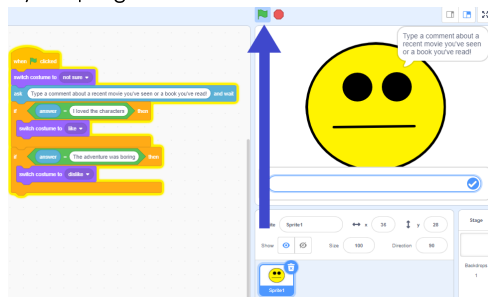 Type a comment about a
recent movie you've seen
or a book you've read!
when clicked
switch costume to not sure
ask Type a comment about a recent movie you've seen or a book you've read! and wait
if answer = I loved the characters then
switch costume to like
if answer = The adventure was boring then
switch costume to dislike
Sprite1 x 36 y 28
Show Size 100 Direction 90
Sprite1
Stage
Backdrops
1